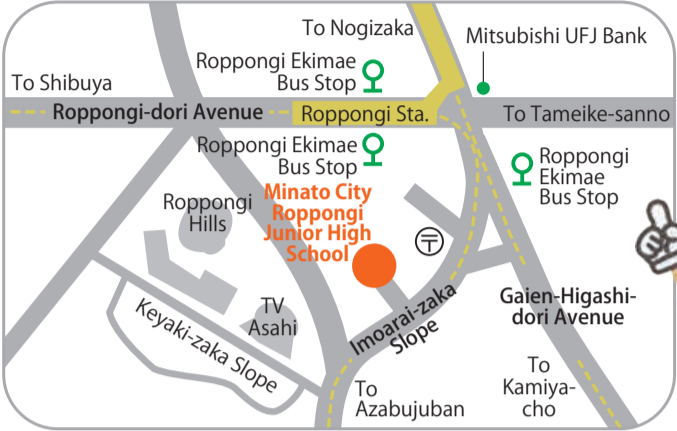 To Nogizaka
Mitsubishi UFJ Bank
Roppongi Ekimae
Bus Stop
To Shibuya
Roppongi-dori Avenue
Roppongi Sta.
To Tameike-sanno
Roppongi Ekimae
Bus Stop
Roppongi
Ekimae
Bus Stop
Minato City
Roppongi
Junior High
School
Roppongi
Hills
〒
TV
Asahi
Keyaki-zaka Slope
Imoarai-zaka
Slope
Gaien-Higashi-
dori Avenue
To
Azabujuban
To
Kamiya-
cho